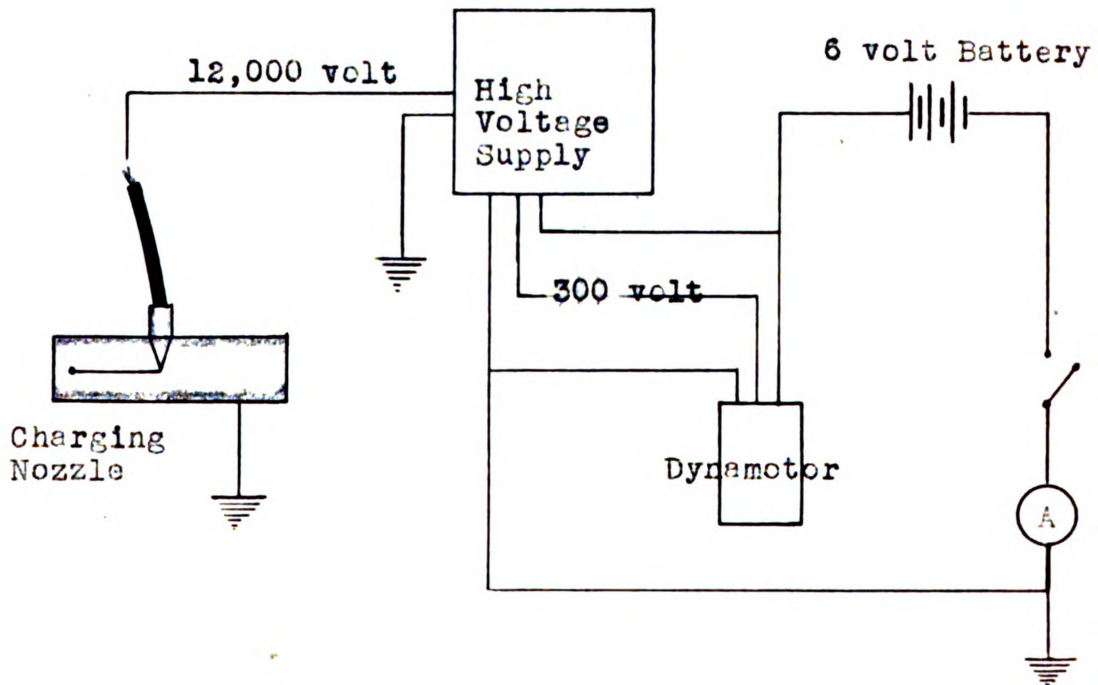 6 volt Battery
12,000 volt
High
Voltage
Supply
300 volt
Charging
Nozzle
Dynamotor
A